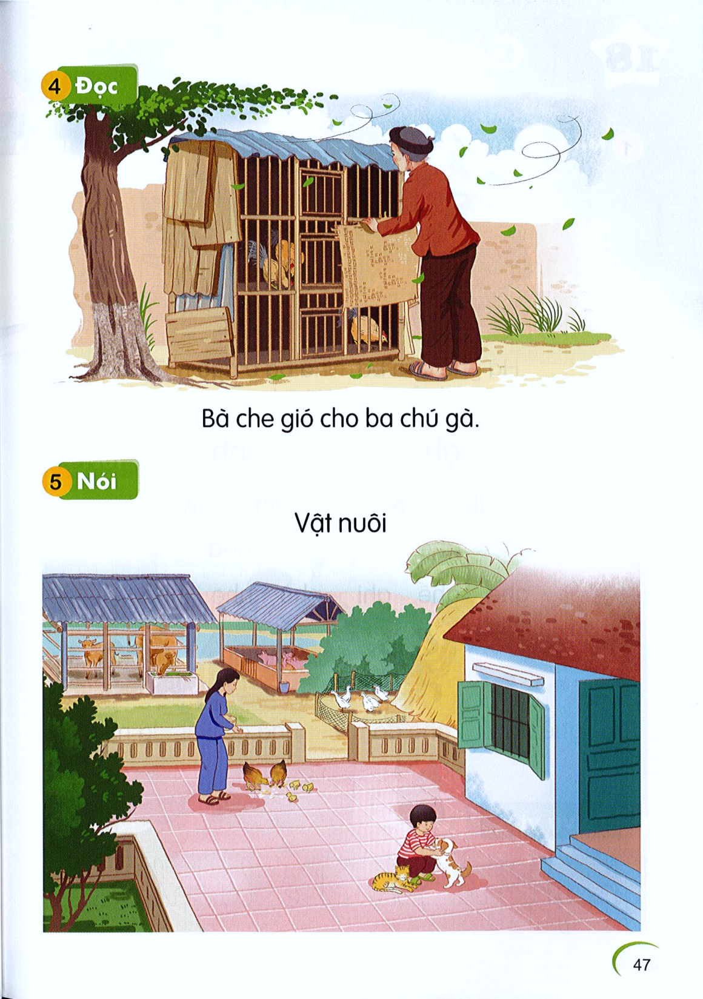 4 Đọc
Bà che gió cho ba chú gà.
5 Nói
Vật nuôi
47